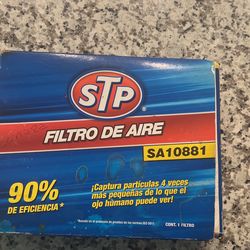 STP
FILTRO DE AIRE
SA10881
90%
DE EFICIENCIA*
¡Captura partículas 4 veces
más pequeñas de lo que el
ojo humano puede ver!
CONT. 1 FILTRO